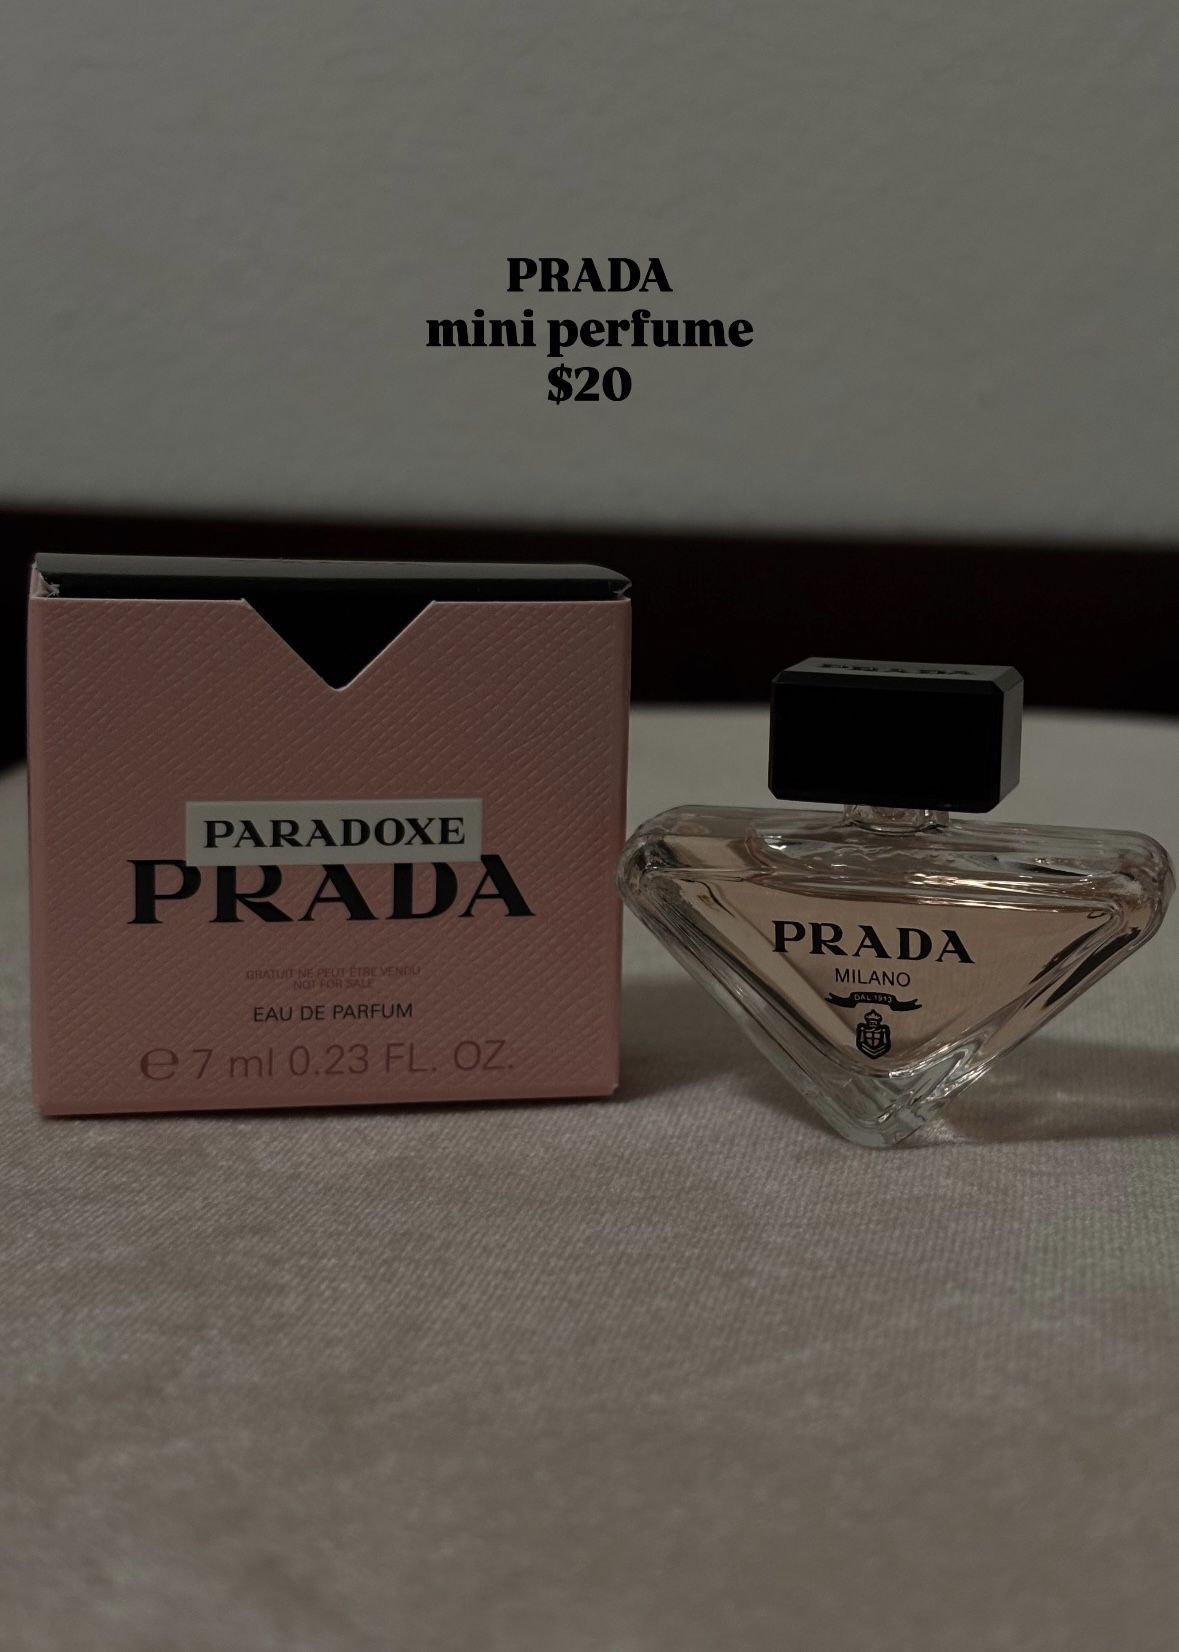 PRADA
mini perfume
$20
PRADA
PARADOXE
PRADA
GRATUIT NE PEUT ÊTRE VENDU
NOT FOR SALE
EAU DE PARFUM
e 7 ml 0.23 FL. OZ.
PRADA
MILANO
DAL 1913